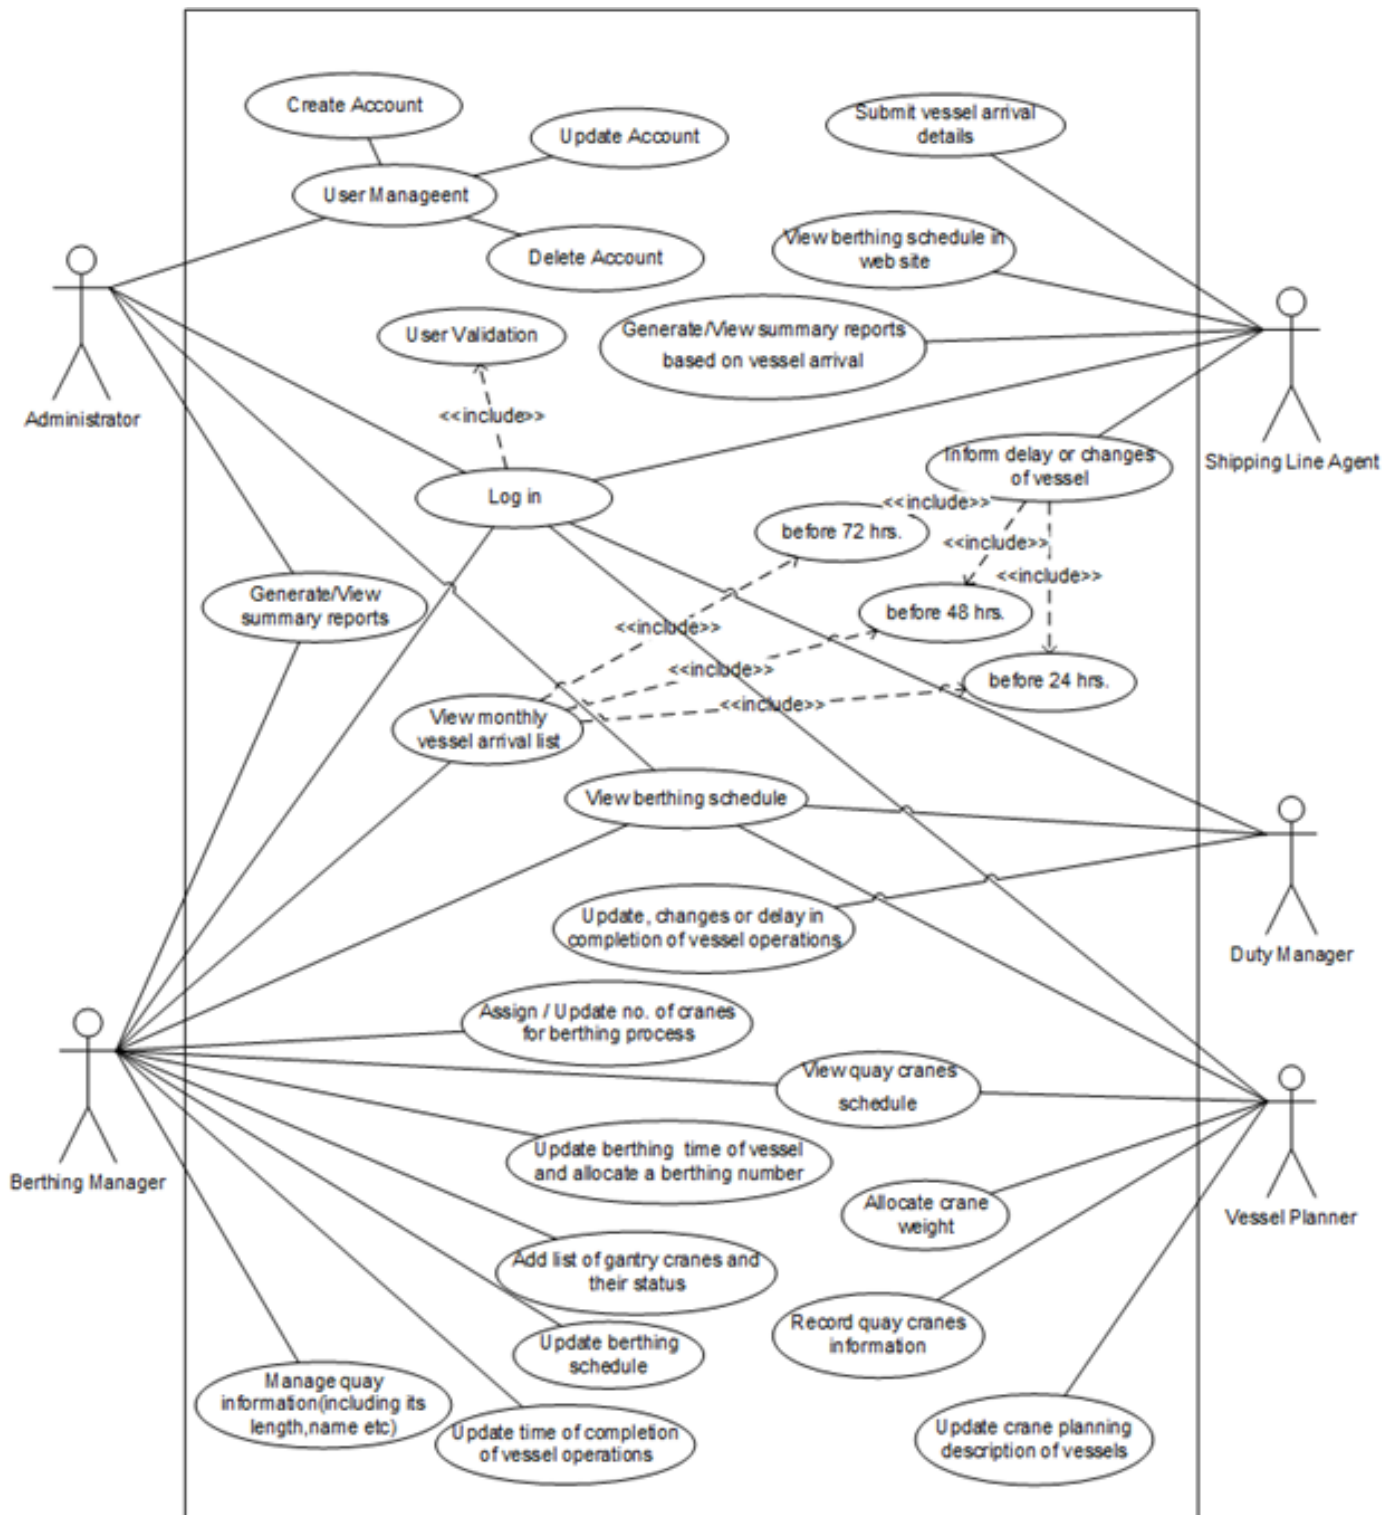 Create Account
Update Account
Submit vessel arrival
details
User Manageent
Delete Account
View berthing schedule in
web site
User Validation
Generate/View summary reports
based on vessel arrival
Administrator
<<include>>
Inform delay or changes
of vessel
Shipping Line Agent
Log in
<<include>>
before 72 hrs.
<<include>>
<<include>>
Generate/View
summary reports
before 48 hrs.
<<include>>
<<include>>
before 24 hrs.
<<include>>
View monthly
vessel arrival list
View berthing schedule
Update, changes or delay in
completion of vessel operations
Duty Manager
Assign / Update no. of cranes
for berthing process
View quay cranes
schedule
Berthing Manager
Update berthing time of vessel
and allocate a berthing number
Allocate crane
weight
Vessel Planner
Add list of gantry cranes and
their status
Record quay cranes
information
Update berthing
schedule
Manage quay
information(including its
length,name etc)
Update time of completion
of vessel operations
Update crane planning
description of vessels